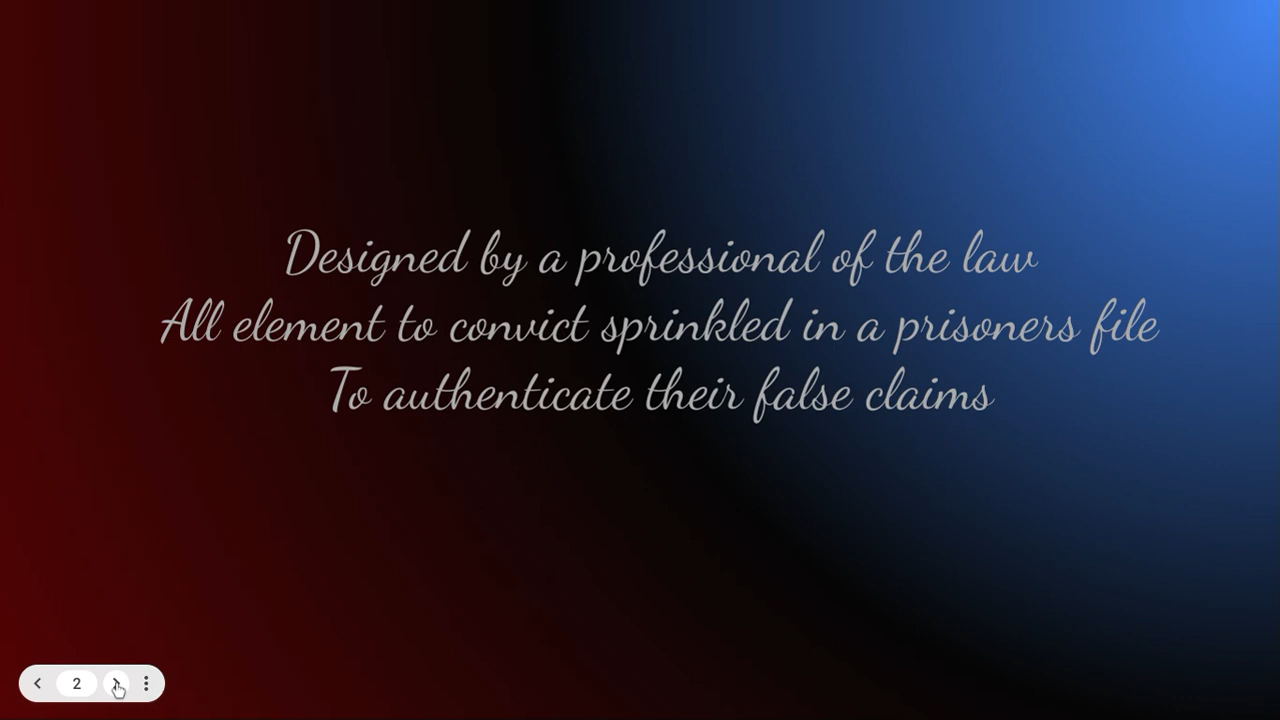 Designed by a professional of the law
All element to convict sprinkled in a prisoners file
To authenticate their false claims
2